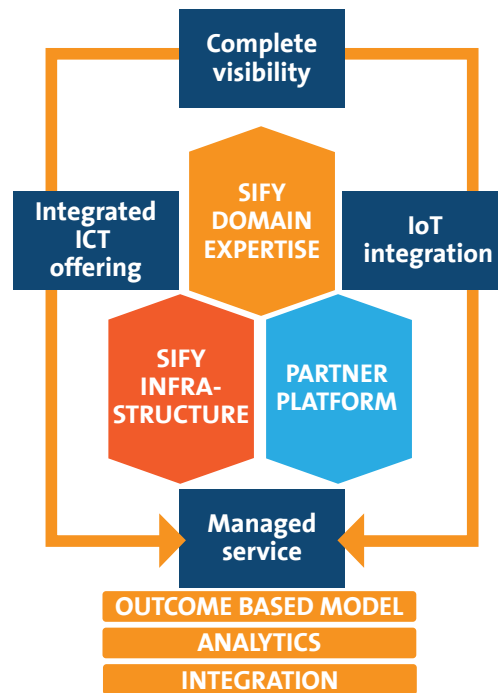 Complete
visibility
SIFY
DOMAIN
EXPERTISE
Integrated
ICT
offering
IoT
integration
SIFY
INFRA-
STRUCTURE
PARTNER
PLATFORM
Managed
service
OUTCOME BASED MODEL
ANALYTICS
INTEGRATION